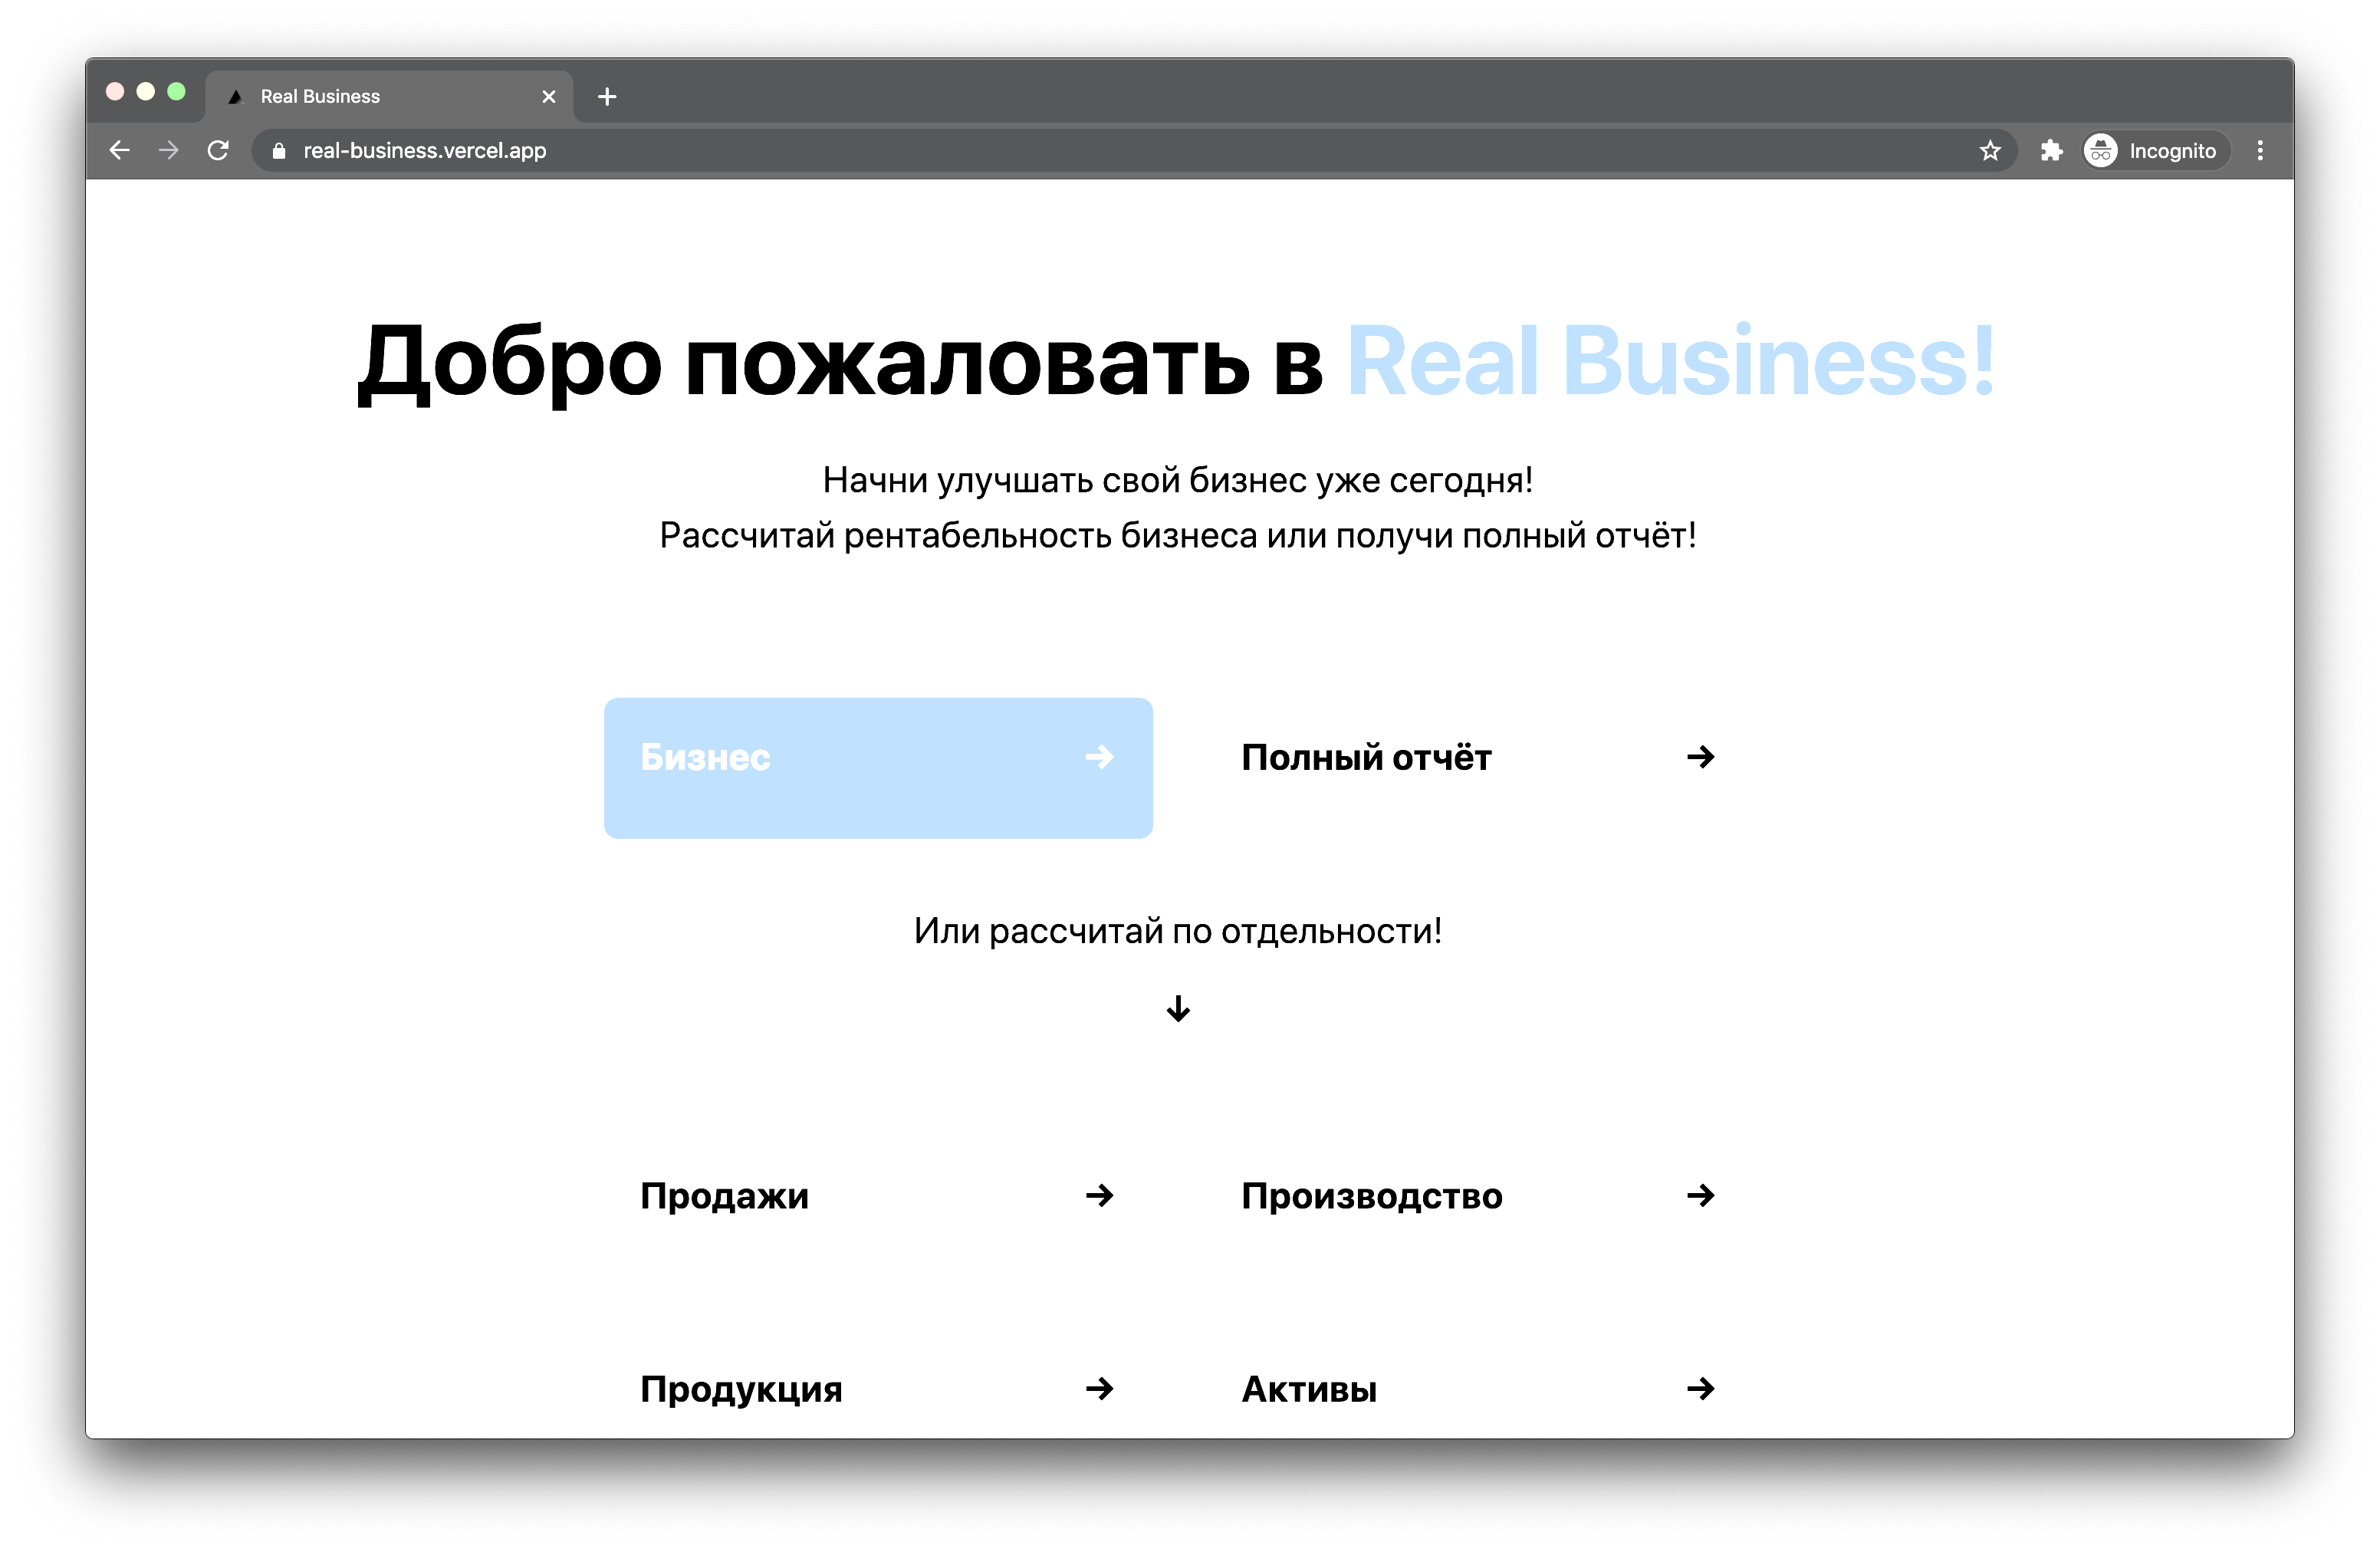 Real Business
real-business.vercel.app
Incognito
Добро пожаловать в Real Business!
Начни улучшать свой бизнес уже сегодня!
Рассчитай рентабельность бизнеса или получи полный отчёт!
Бизнес →
Полный отчёт →
Или рассчитай по отдельности!
↓
Продажи →
Производство →
Продукция →
Активы →